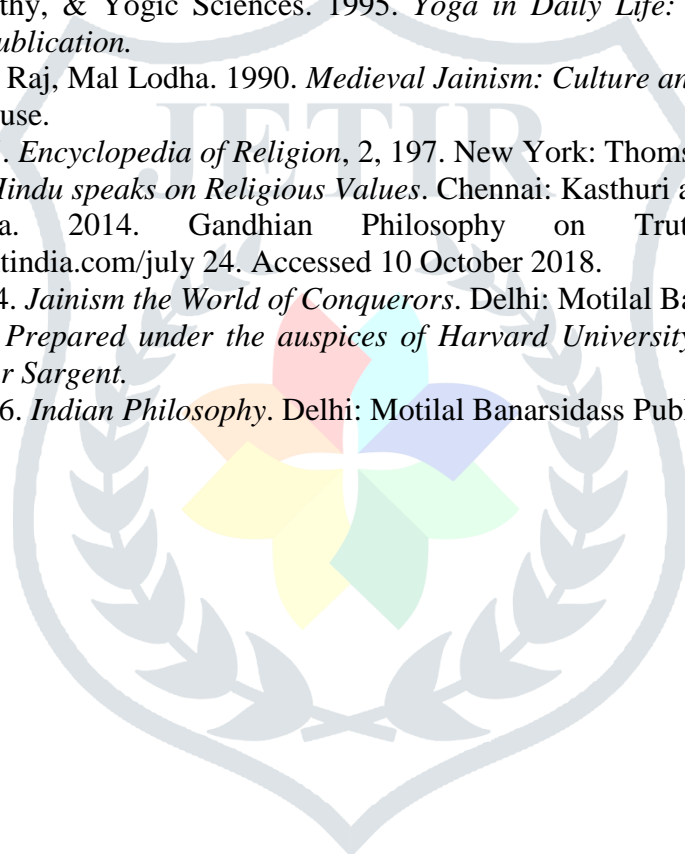 thy, & Yogic Sciences. 1995. Yoga in Daily Life:
ublication.
Raj, Mal Lodha. 1990. Medieval Jainism: Culture an
use.
. Encyclopedia of Religion, 2, 197. New York: Thoms
Hindu speaks on Religious Values. Chennai: Kasthuri a
a. 2014. Gandhian Philosophy on Trut
tindia.com/july 24. Accessed 10 October 2018.
4. Jainism the World of Conquerors. Delhi: Motilal Ba
Prepared under the auspices of Harvard University
r Sargent.
6. Indian Philosophy. Delhi: Motilal Banarsidass Publ
JETIR